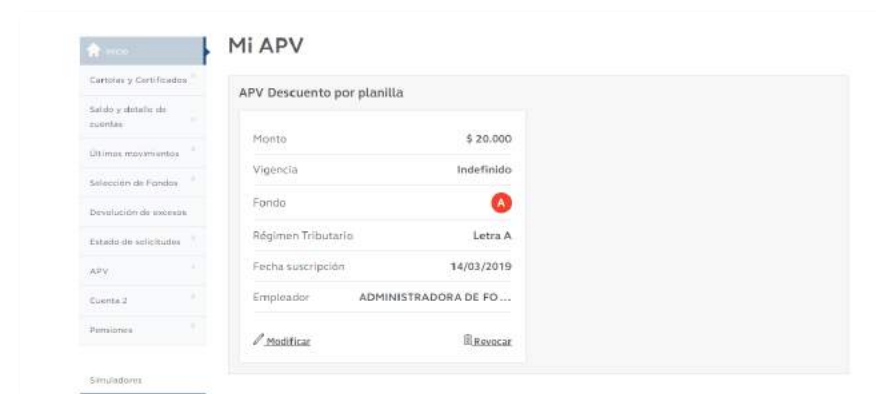 Inicio
Cartolas y Certificados
Saldo y detalle de
cuentas
Últimos movimientos
Selección de Fondos
Devolución de excesos
Estado de solicitudes
APV
Cuenta 2
Pensiones
Simuladores
Mi APV
APV Descuento por planilla
Monto $ 20.000
Vigencia Indefinido
Fondo A
Régimen Tributario Letra A
Fecha suscripción 14/03/2019
Empleador ADMINISTRADORA DE FO...
Modificar Revocar